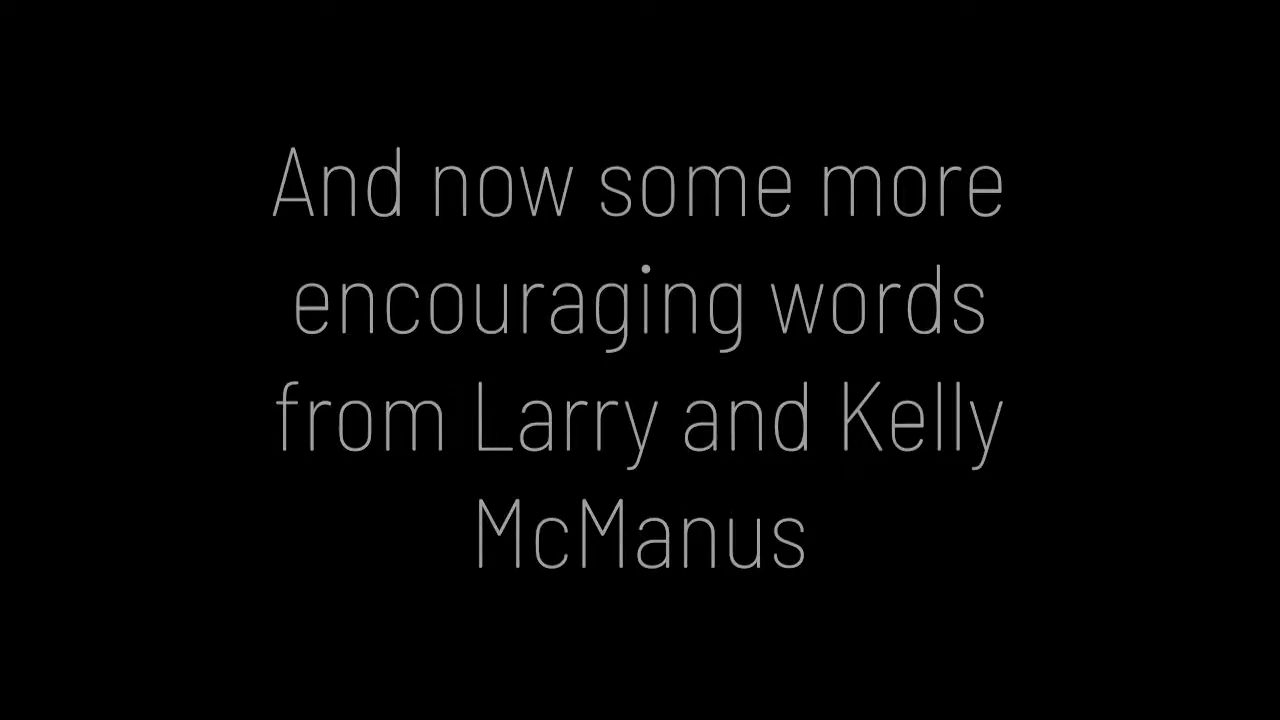 And now some more
encouraging words
from Larry and Kelly
McManus